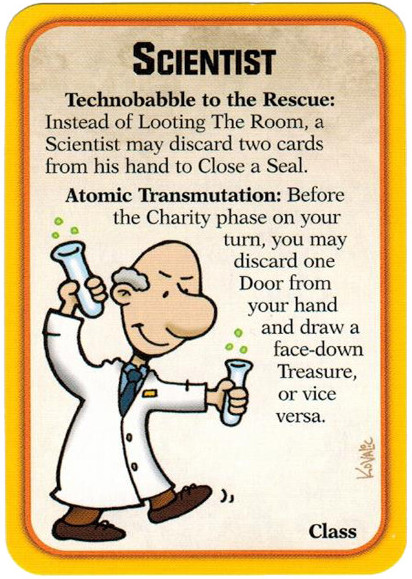 SCIENTIST
Technobabble to the Rescue:
Instead of Looting The Room, a
Scientist may discard two cards
from his hand to Close a Seal.
Atomic Transmutation: Before
the Charity phase on your
turn, you may
discard one
Door from
your hand
and draw a
face-down
Treasure,
or vice
versa.
KOVALIC
Class